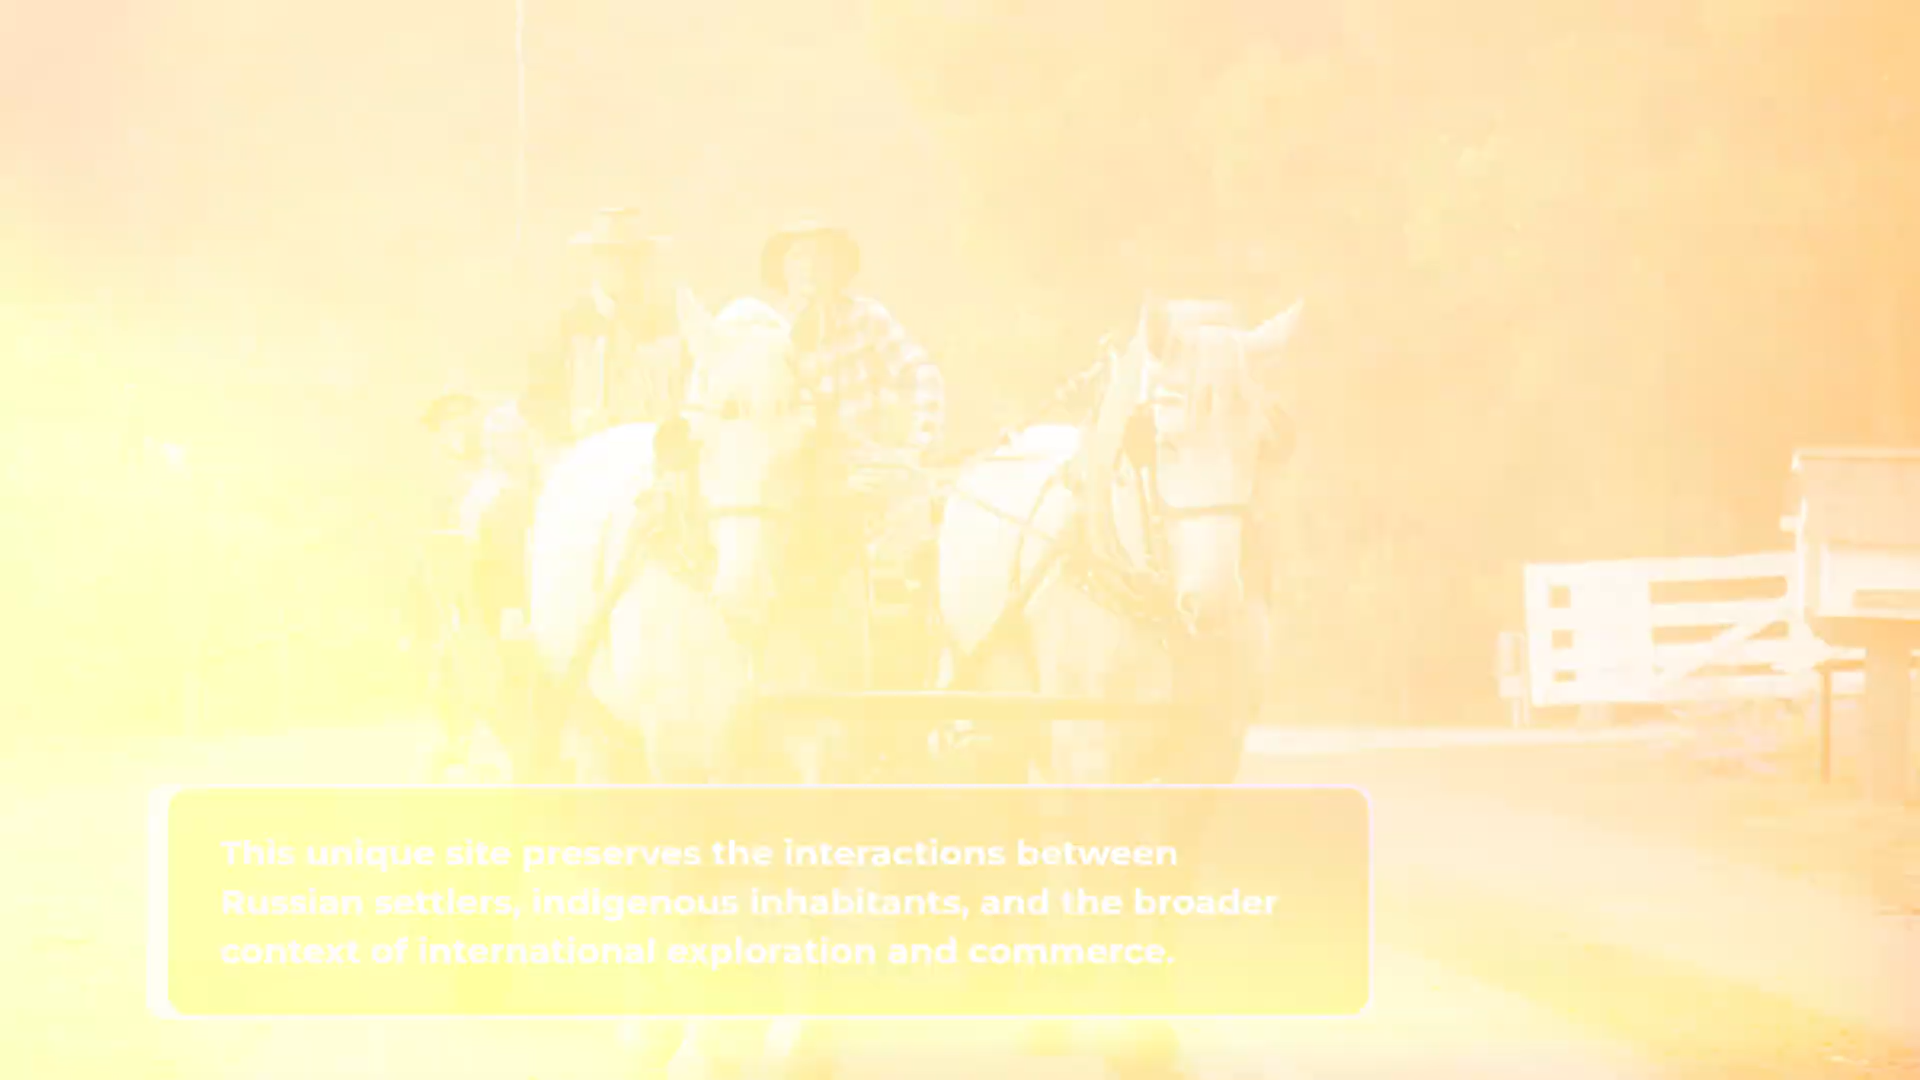 This unique site preserves the interactions between
Russian settlers, indigenous inhabitants, and the broader
context of international exploration and commerce.